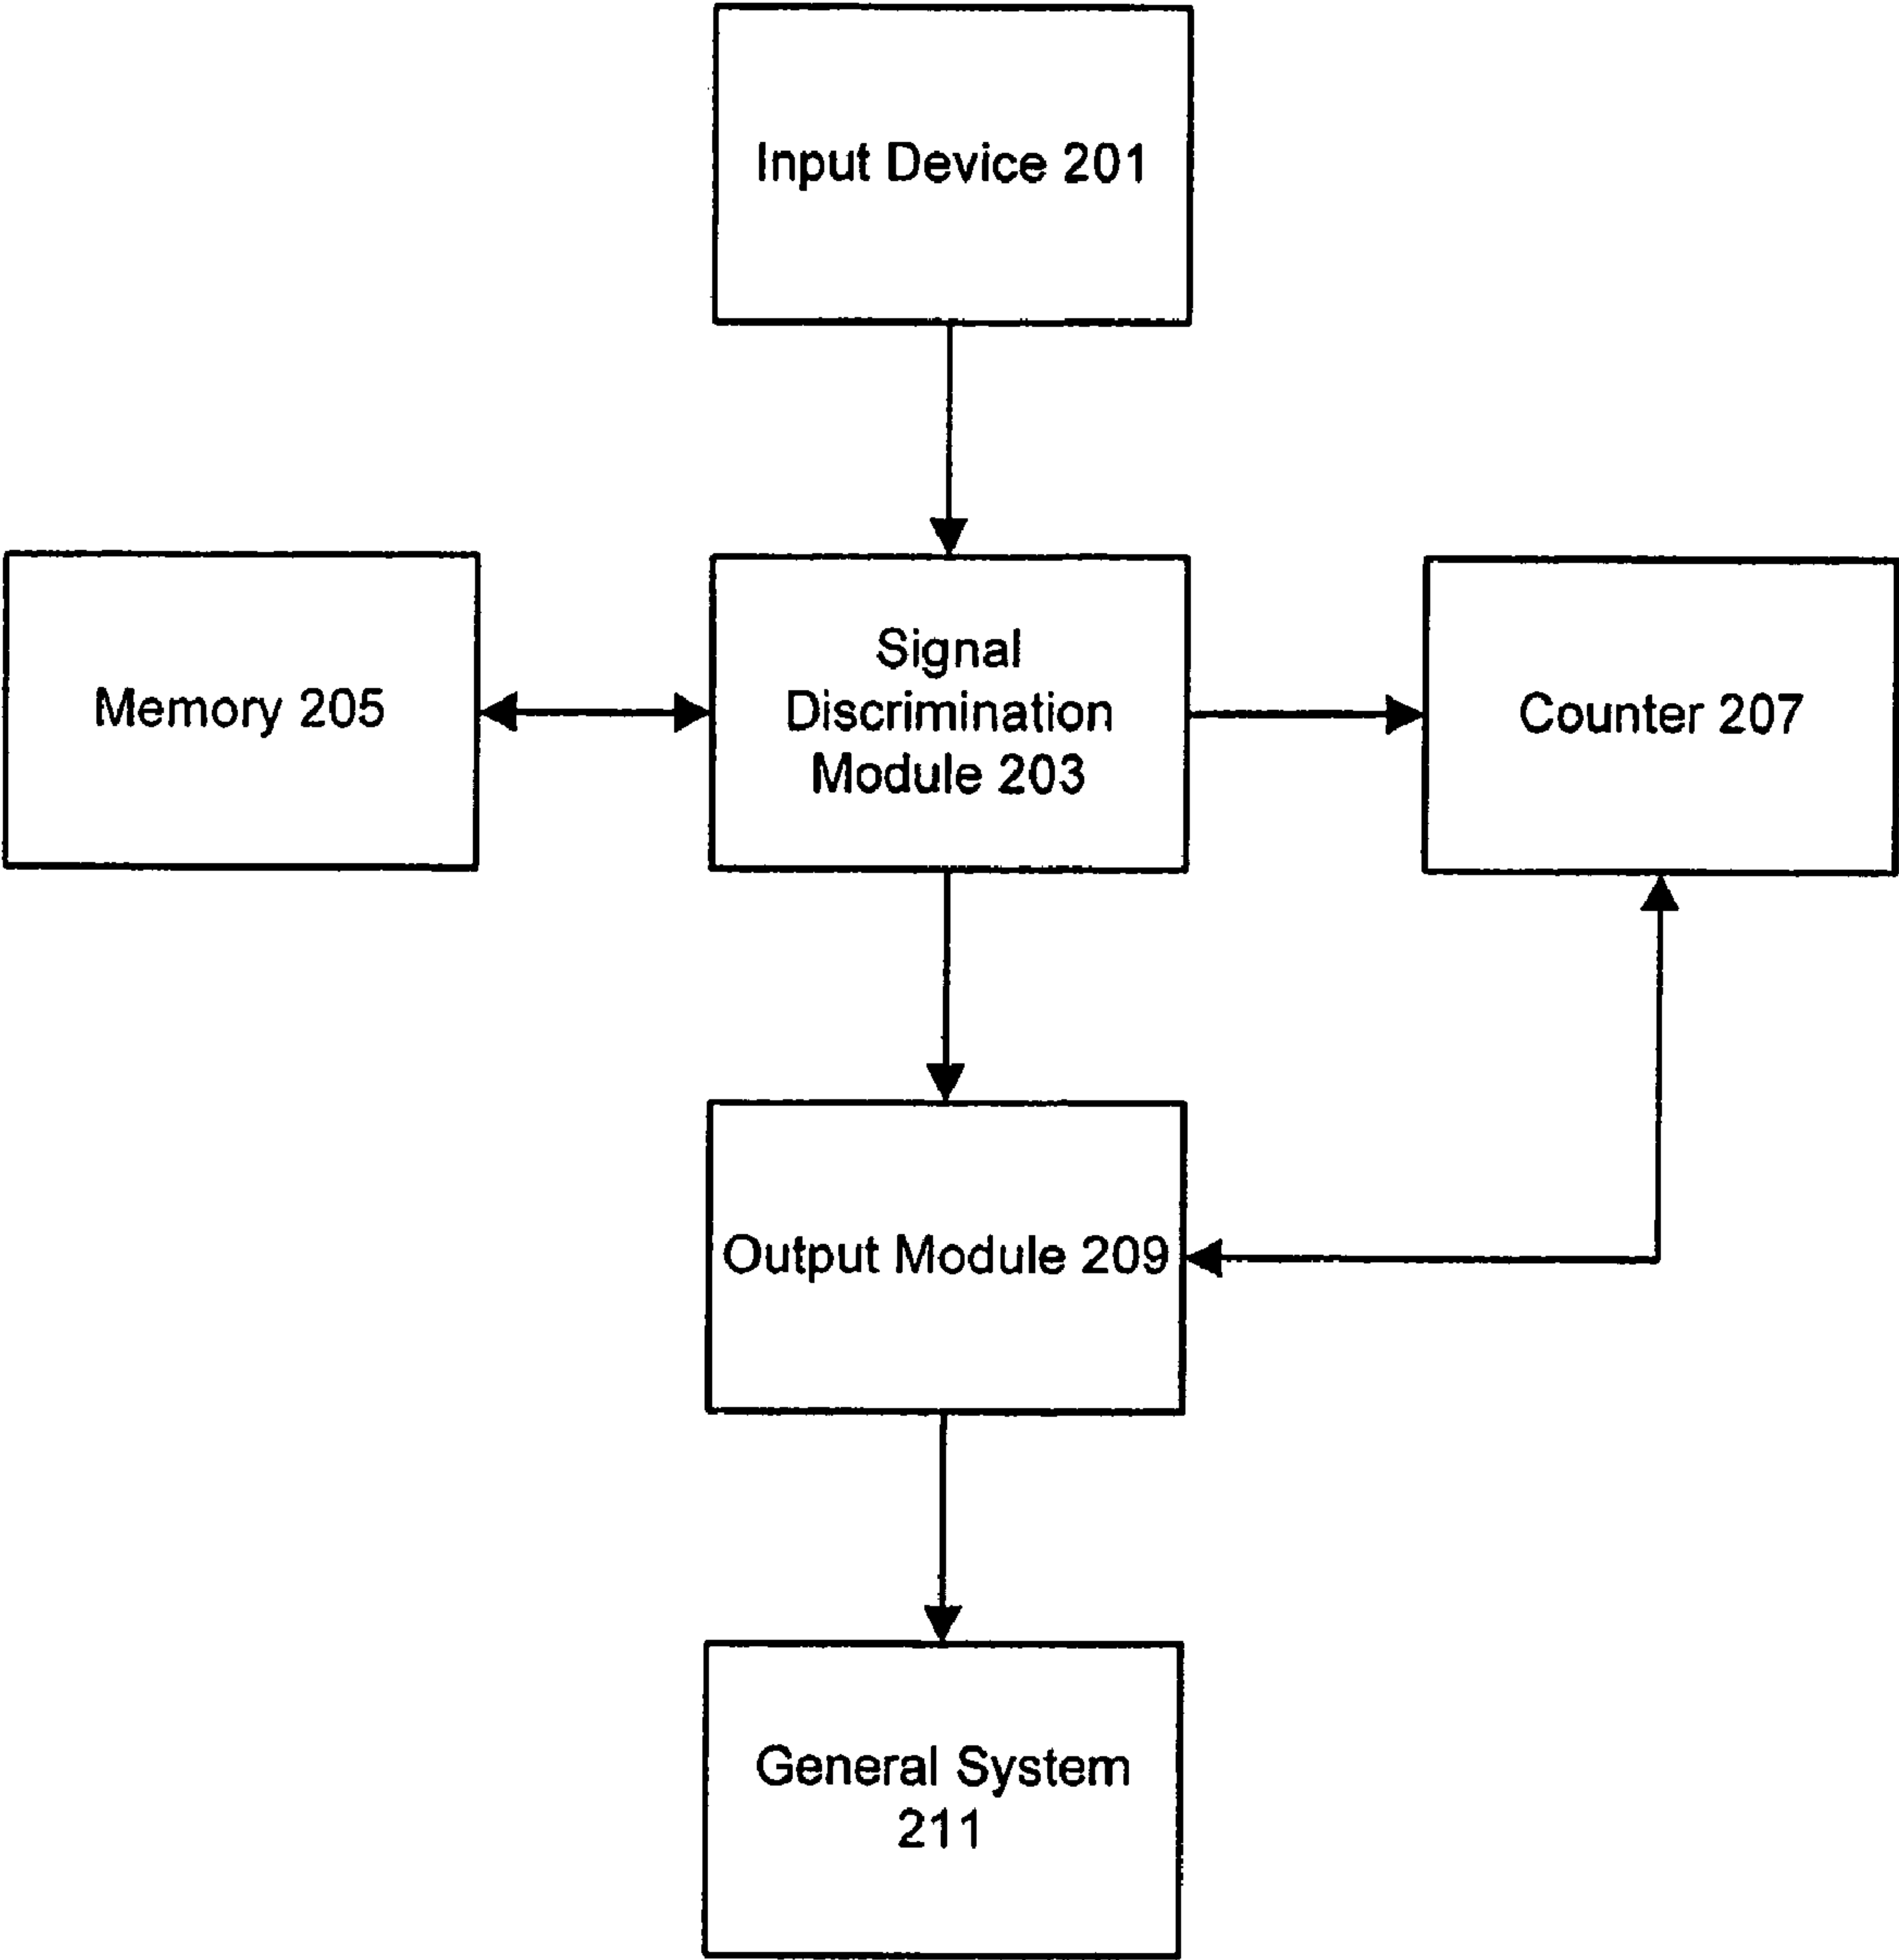 Input Device 201
Memory 205
Signal
Discrimination
Module 203
Counter 207
Output Module 209
General System
211